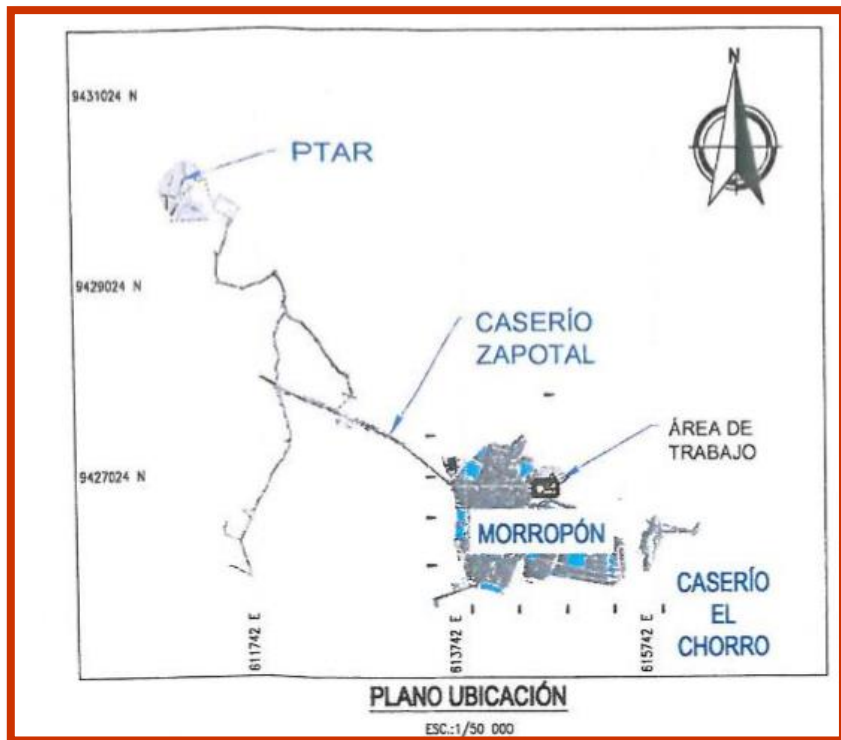 N
9431024 N
PTAR
9429024 N
CASERÍO
ZAPOTAL
ÁREA DE
TRABAJO
9427024 N
MORROPÓN
CASERÍO
EL
CHORRO
611742 E
613742 E
615742 E
PLANO UBICACIÓN
ESC.:1/50 000